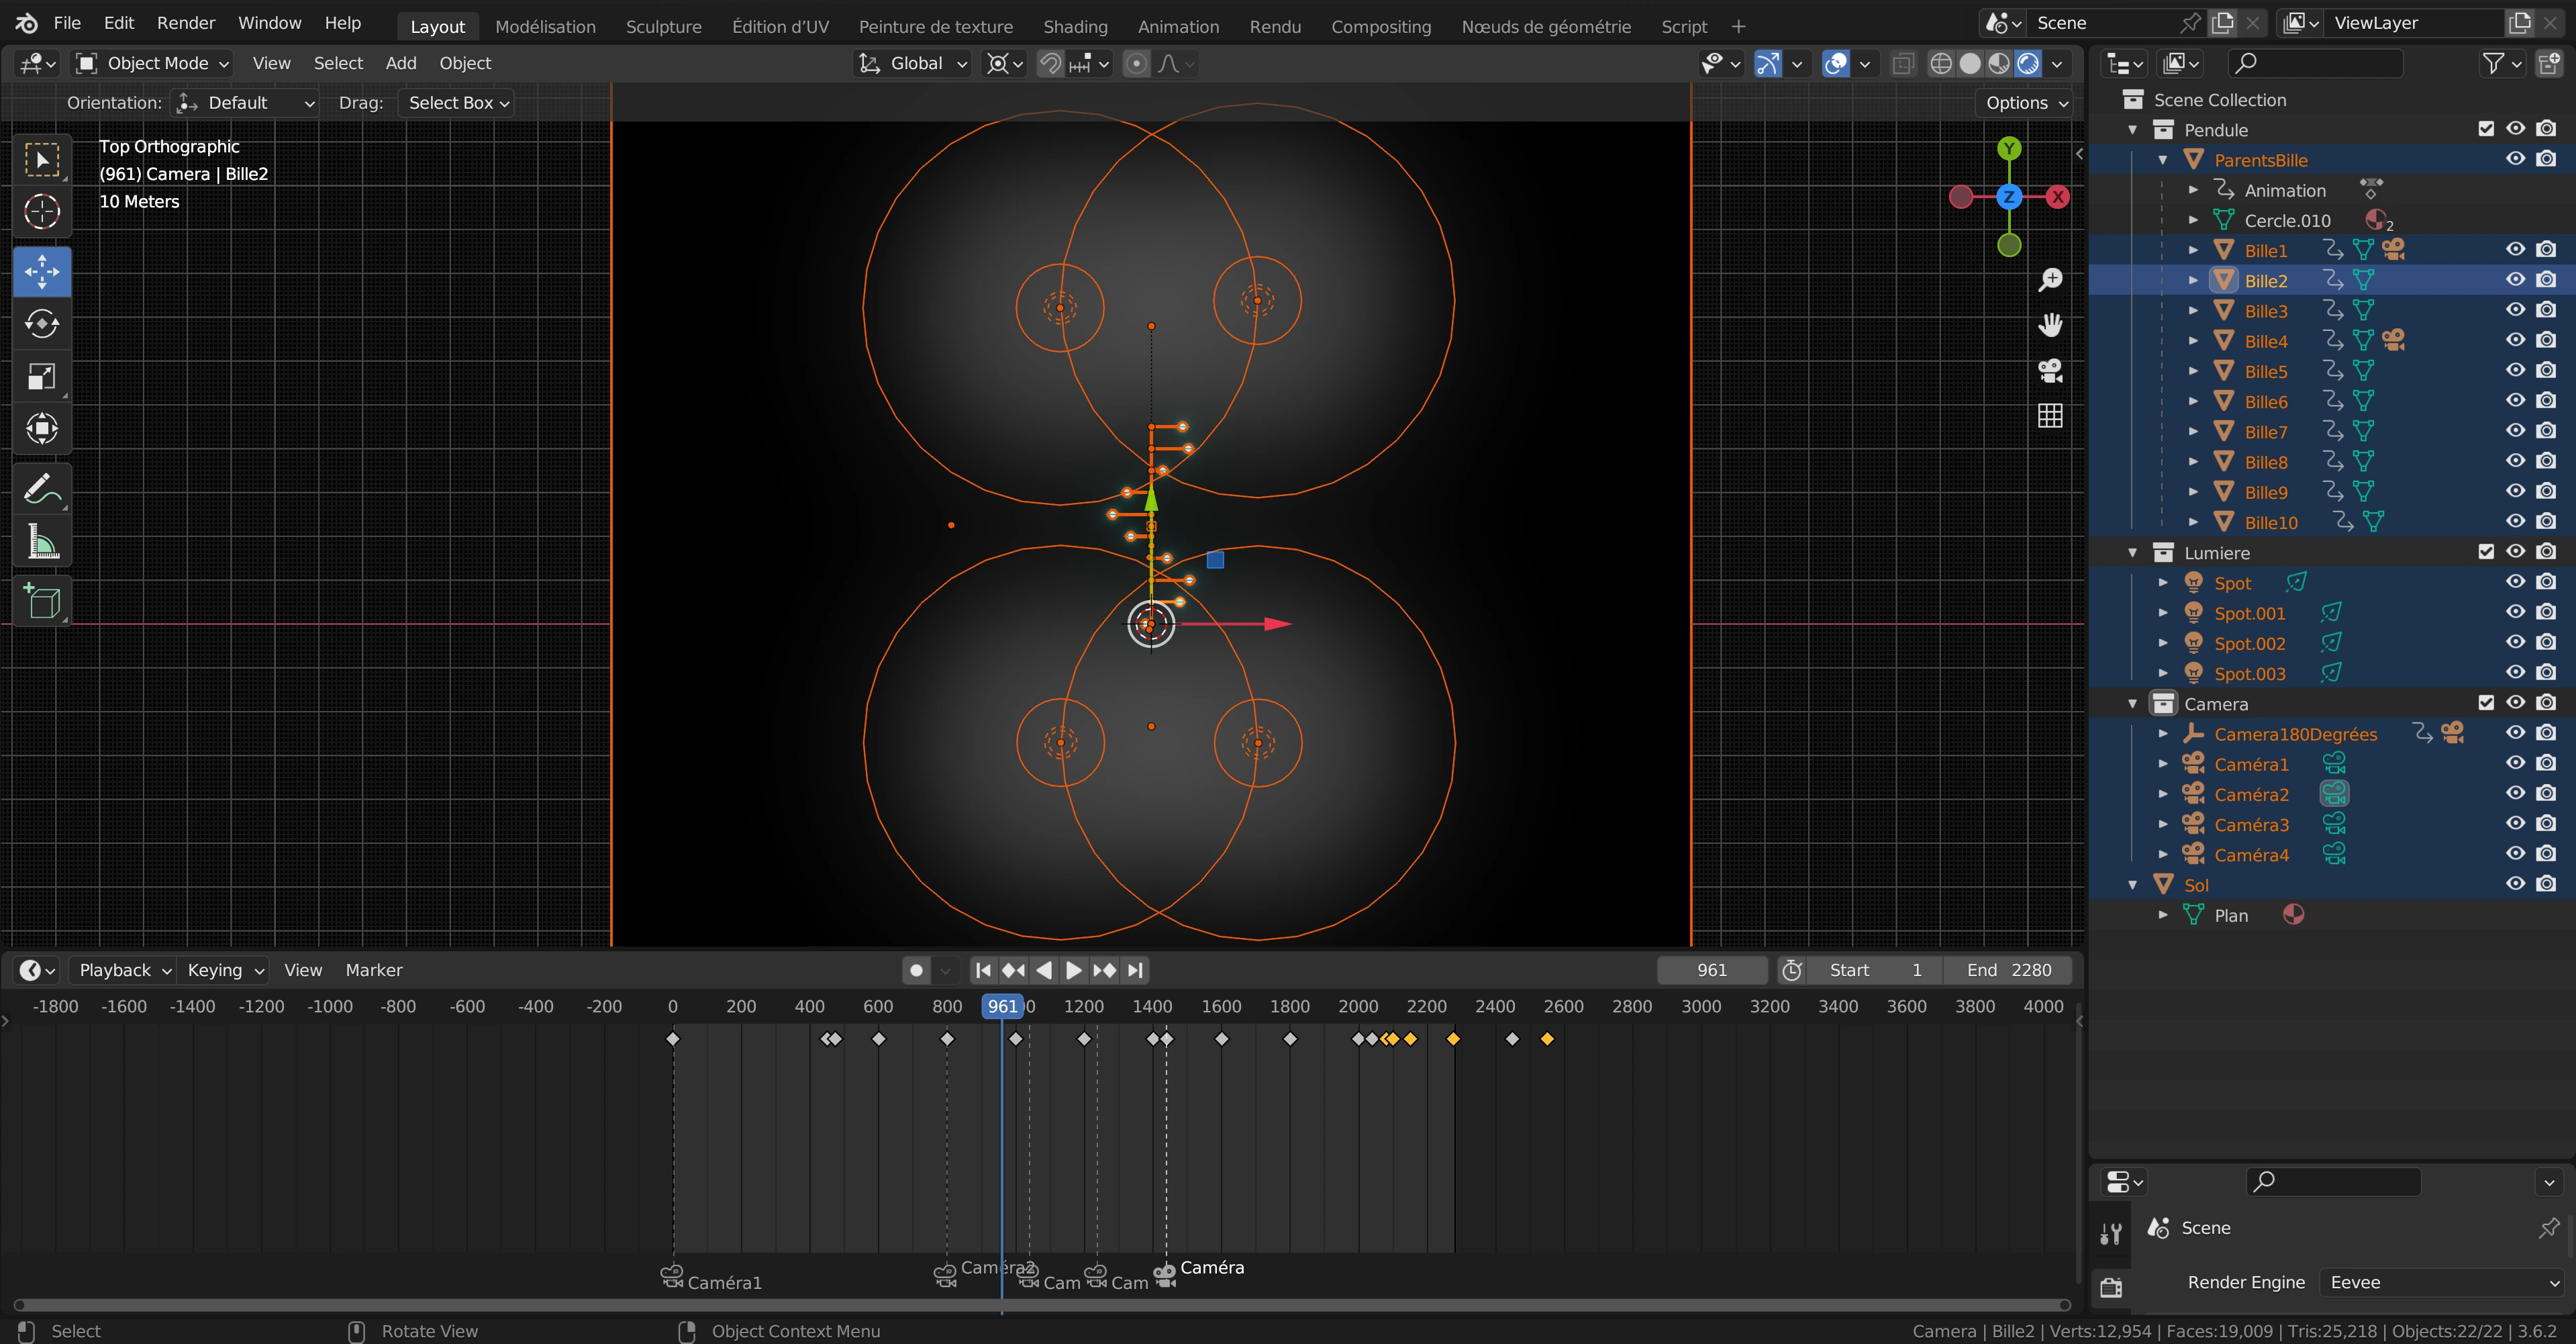 File Edit Render Window Help Layout Modélisation Sculpture Édition d'UV Peinture de texture Shading Animation Rendu Compositing Nœuds de géométrie Script + Scene ViewLayer
Object Mode View Select Add Object Global
Orientation: Default Drag: Select Box Options
Top Orthographic
(961) Camera | Bille2
10 Meters
Y
Z X
Scene Collection
Pendule
ParentsBille
Animation
Cercle.010 2
Bille1
Bille2
Bille3
Bille4
Bille5
Bille6
Bille7
Bille8
Bille9
Bille10
Lumiere
Spot
Spot.001
Spot.002
Spot.003
Camera
Camera180Degrées
Caméra1
Caméra2
Caméra3
Caméra4
Sol
Plan
Playback Keying View Marker 961 Start 1 End 2280
-1800 -1600 -1400 -1200 -1000 -800 -600 -400 -200 0 200 400 600 800 961 0 1200 1400 1600 1800 2000 2200 2400 2600 2800 3000 3200 3400 3600 3800 4000
Caméra2 Caméra
Caméra1 Cam Cam
Scene
Render Engine Eevee
Select Rotate View Object Context Menu Camera | Bille2 | Verts:12,954 | Faces:19,009 | Tris:25,218 | Objects:22/22 | 3.6.2